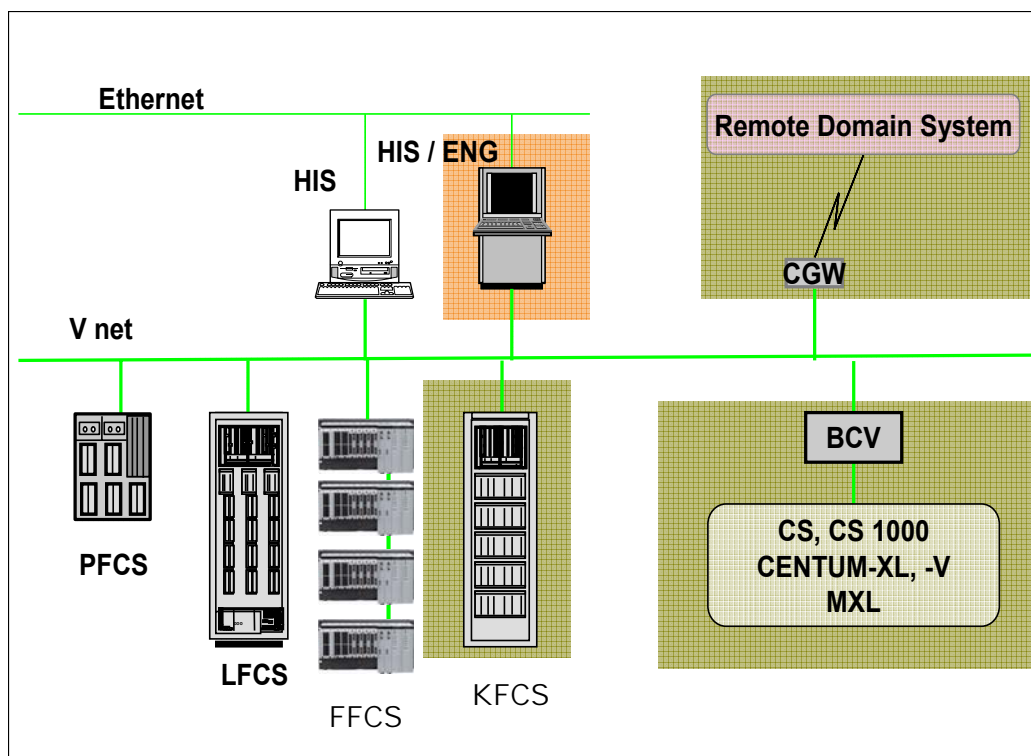 Ethernet
Remote Domain System
HIS / ENG
HIS
CGW
V net
BCV
PFCS
LFCS
FFCS
KFCS
CS, CS 1000
CENTUM-XL, -V
MXL